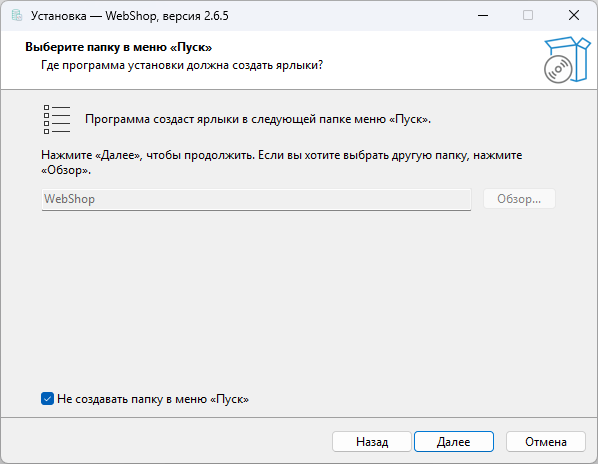 Установка — WebShop, версия 2.6.5
Выберите папку в меню «Пуск»
Где программа установки должна создать ярлыки?
Программа создаст ярлыки в следующей папке меню «Пуск».
Нажмите «Далее», чтобы продолжить. Если вы хотите выбрать другую папку, нажмите
«Обзор».
WebShop
Обзор...
Не создавать папку в меню «Пуск»
Назад
Далее
Отмена